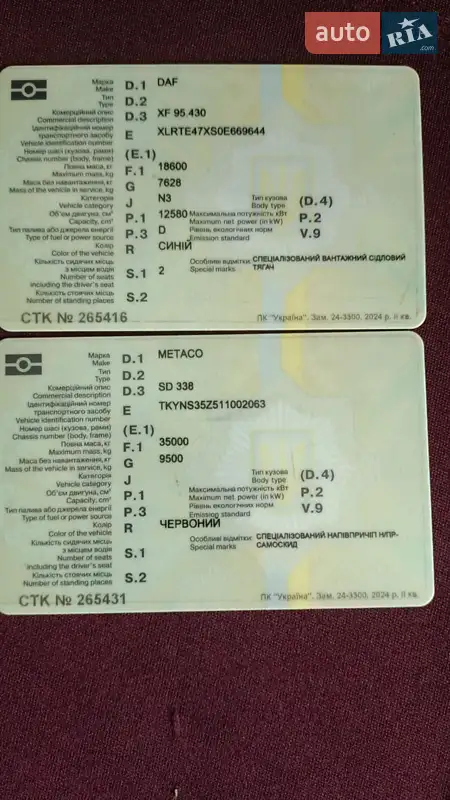 auto RIA .com
Марка D.1 DAF
Make
Тип D.2
Type
Комерційний опис D.3 XF 95.430
Commercial description
Ідентифікаційний номер
транспортного засобу E XLRTE47XS0E669644
Vehicle identification number
Номер шасі (кузова, рами) (E.1)
Chassis number (body, frame)
Повна маса, кг F.1 18600
Maximum mass, kg
Маса без навантаження, кг G 7628
Mass of the vehicle in service, kg
Категорія J N3 Тип кузова (D.4)
Vehicle category Body type
Об'єм двигуна, см³ P.1 12580 Максимальна потужність кВт P.2
Capacity, cm³ Maximum net power (in kW)
Тип палива або джерела енергії P.3 D Рівень екологічних норм V.9
Type of fuel or power source Emission standard
Колір R СИНІЙ
Color of the vehicle
Кількість сидячих місць Особливі відмітки СПЕЦІАЛІЗОВАНИЙ ВАНТАЖНИЙ СІДЛОВИЙ
з місцем водія S.1 2 Special marks ТЯГАЧ
Number of seats
including the driver's seat
Кількість стоячих місць S.2
Number of standing places
СТК № 265416 ПК "Україна". Зам. 24-3300. 2024 р. II кв.
Марка D.1 METACO
Make
Тип D.2
Type
Комерційний опис D.3 SD 338
Commercial description
Ідентифікаційний номер
транспортного засобу E TKYNS35Z511002063
Vehicle identification number
Номер шасі (кузова, рами) (E.1)
Chassis number (body, frame)
Повна маса, кг F.1 35000
Maximum mass, kg
Маса без навантаження, кг G 9500
Mass of the vehicle in service, kg
Категорія J Тип кузова (D.4)
Vehicle category Body type
Об'єм двигуна, см³ P.1 Максимальна потужність кВт P.2
Capacity, cm³ Maximum net power (in kW)
Тип палива або джерела енергії P.3 Рівень екологічних норм V.9
Type of fuel or power source Emission standard
Колір R ЧЕРВОНИЙ
Color of the vehicle
Кількість сидячих місць Особливі відмітки СПЕЦІАЛІЗОВАНИЙ НАПІВПРИЧІП Н/ПР-
з місцем водія S.1 Special marks САМОСКИД
Number of seats
including the driver's seat
Кількість стоячих місць S.2
Number of standing places
СТК № 265431 ПК "Україна". Зам. 24-3300. 2024 р. II кв.